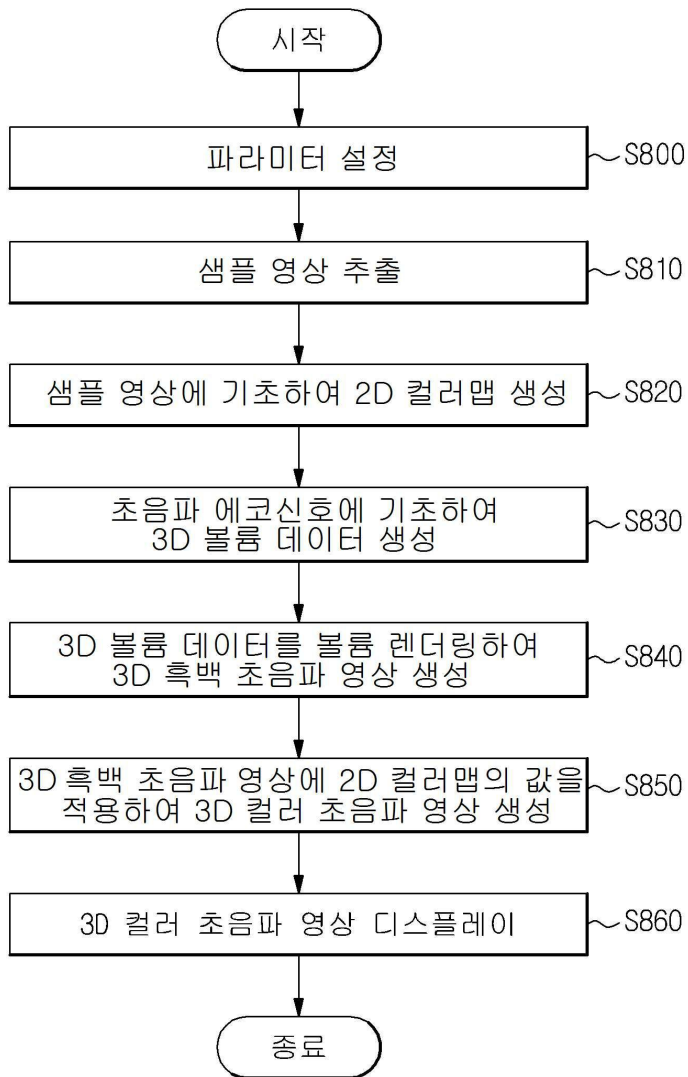 시작
파라미터 설정
S800
샘플 영상 추출
S810
샘플 영상에 기초하여 2D 컬러맵 생성
S820
초음파 에코신호에 기초하여
3D 볼륨 데이터 생성
S830
3D 볼륨 데이터를 볼륨 렌더링하여
3D 흑백 초음파 영상 생성
S840
3D 흑백 초음파 영상에 2D 컬러맵의 값을
적용하여 3D 컬러 초음파 영상 생성
S850
3D 컬러 초음파 영상 디스플레이
S860
종료